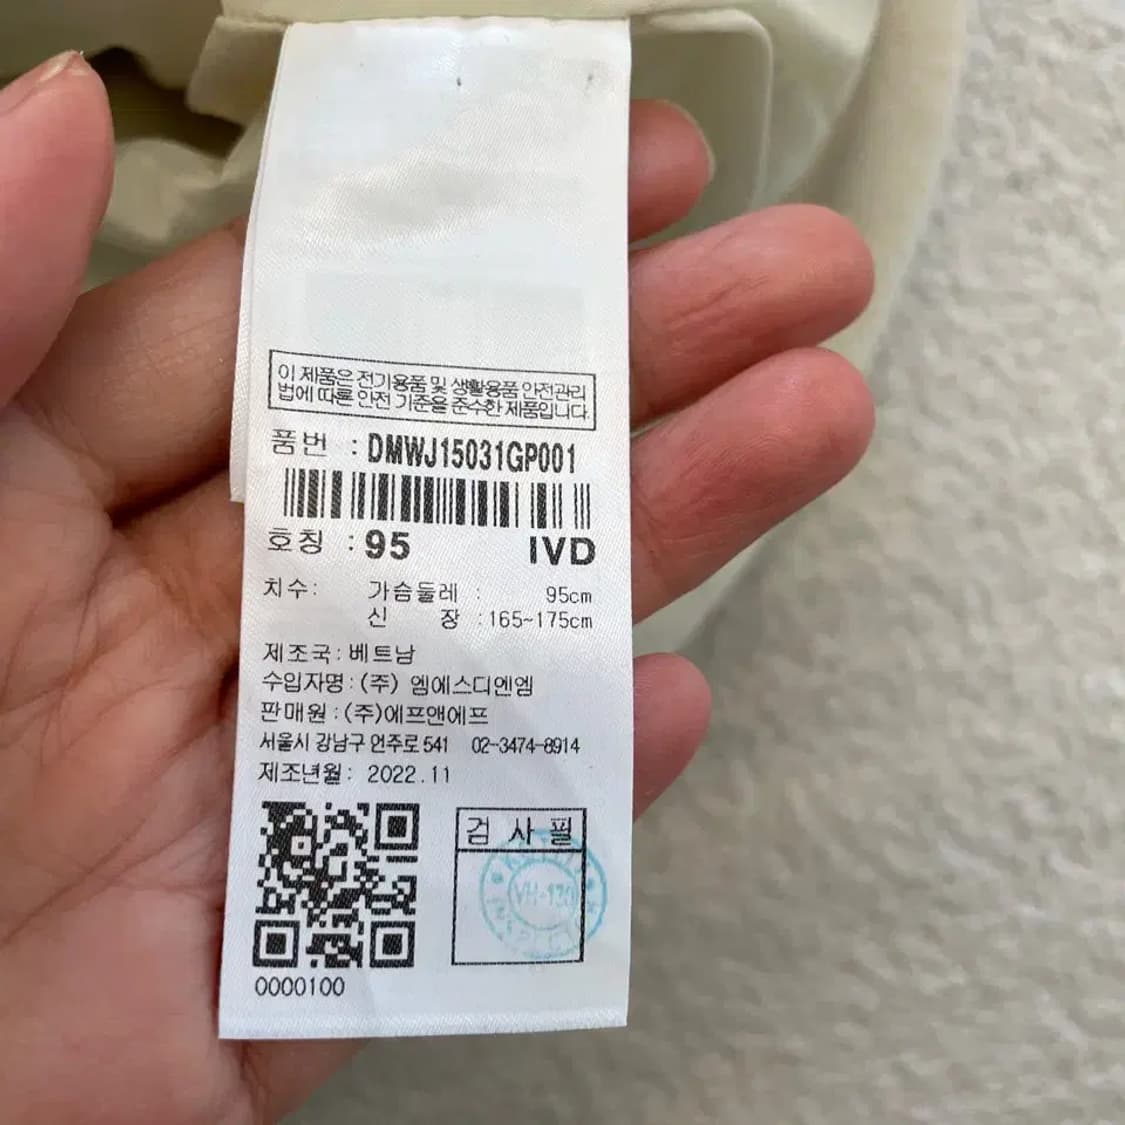 이 제품은 전기용품 및 생활용품 안전관리
법에 따른 안전 기준을 준수한 제품입니다.
품번 : DMWJ15031GP001
호칭 : 95 IVD
치수: 가슴둘레 : 95cm
신 장 : 165~175cm
제조국: 베트남
수입자명: (주) 엠에스디엔엠
판매원 : (주)에프앤에프
서울시 강남구 언주로 541 02-3474-8914
제조년월: 2022.11
검 사 필
VH-130
0000100